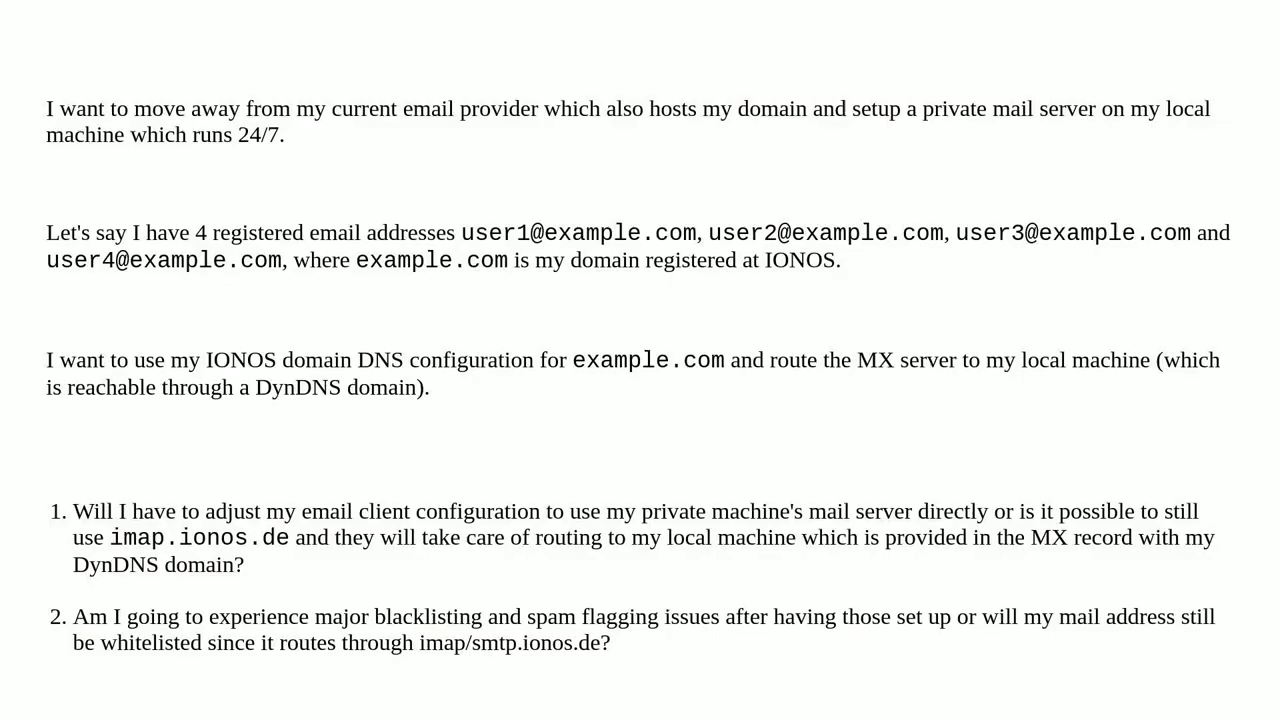 I want to move away from my current email provider which also hosts my domain and setup a private mail server on my local
machine which runs 24/7.
Let's say I have 4 registered email addresses user1@example.com, user2@example.com, user3@example.com and
user4@example.com, where example.com is my domain registered at IONOS.
I want to use my IONOS domain DNS configuration for example.com and route the MX server to my local machine (which
is reachable through a DynDNS domain).
1. Will I have to adjust my email client configuration to use my private machine's mail server directly or is it possible to still
use imap.ionos.de and they will take care of routing to my local machine which is provided in the MX record with my
DynDNS domain?
2. Am I going to experience major blacklisting and spam flagging issues after having those set up or will my mail address still
be whitelisted since it routes through imap/smtp.ionos.de?